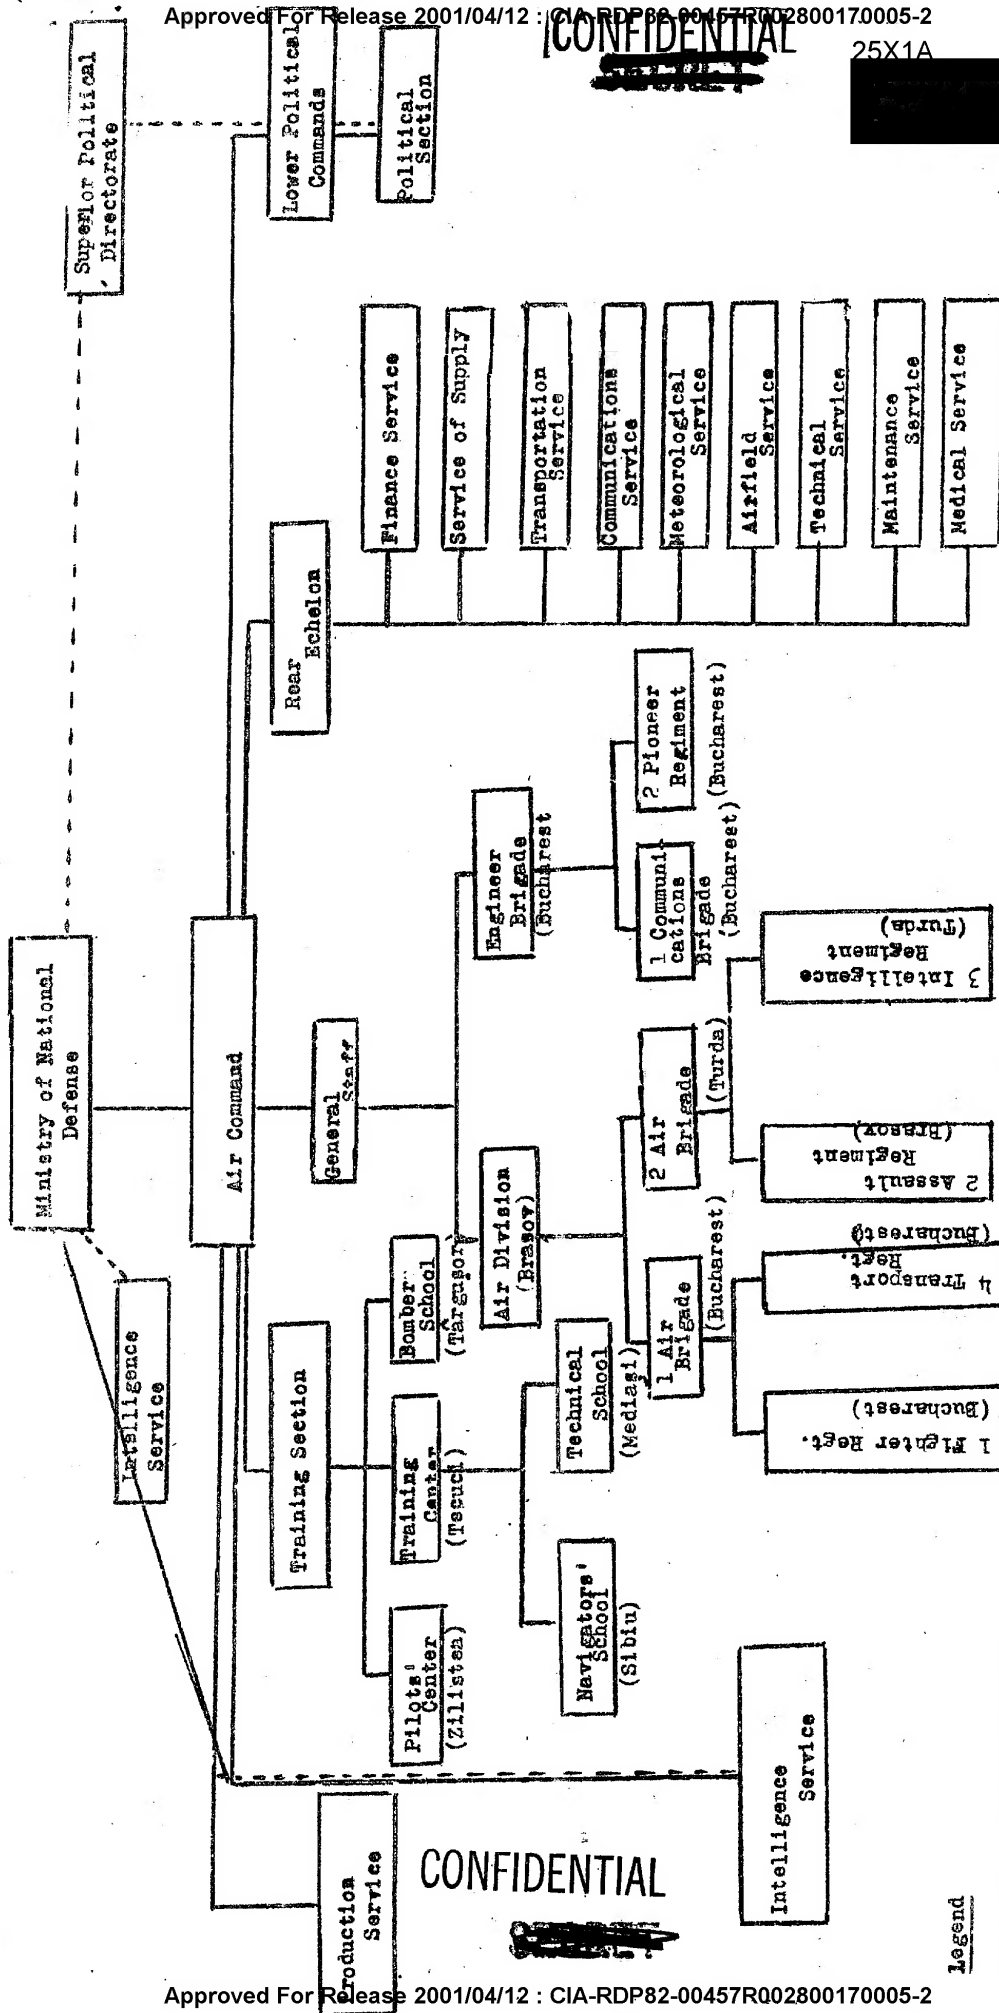 Approved For Release 2001/04/12 : CIA-RDP82-00457R002800170005-2
CONFIDENTIAL
25X1A
Superior Political
Directorate
Lower Political
Commands
Political
Section
Ministry of National
Defense
Air Command
Intelligence
Service
Rear
Echelon
Finance Service
Service of Supply
Transportation
Service
Communications
Service
Meteorological
Service
Airfield
Service
Technical
Service
Maintenance
Service
Medical Service
General
Staff
Engineer
Brigade
(Bucharest
2 Pioneer
Regiment
(Bucharest)
1 Communi-
cations
Brigade
(Bucharest)
Air Division
(Brasov)
2 Air
Brigade
(Turda)
3 Intelligence
Regiment
(Turda)
2 Assault
Regiment
(Brasov)
1 Air
Brigade
(Bucharest)
4 Transport
Regt.
(Bucharest)
1 Fighter Regt.
(Bucharest)
Training Section
Bomber
School
(Targusor)
Training
Center
(Tecuci)
Pilots'
Center
(Zilistea)
Technical
School
(Mediasi)
Navigators'
School
(Sibiu)
Production
Service
Intelligence
Service
CONFIDENTIAL
Legend
Approved For Release 2001/04/12 : CIA-RDP82-00457R002800170005-2